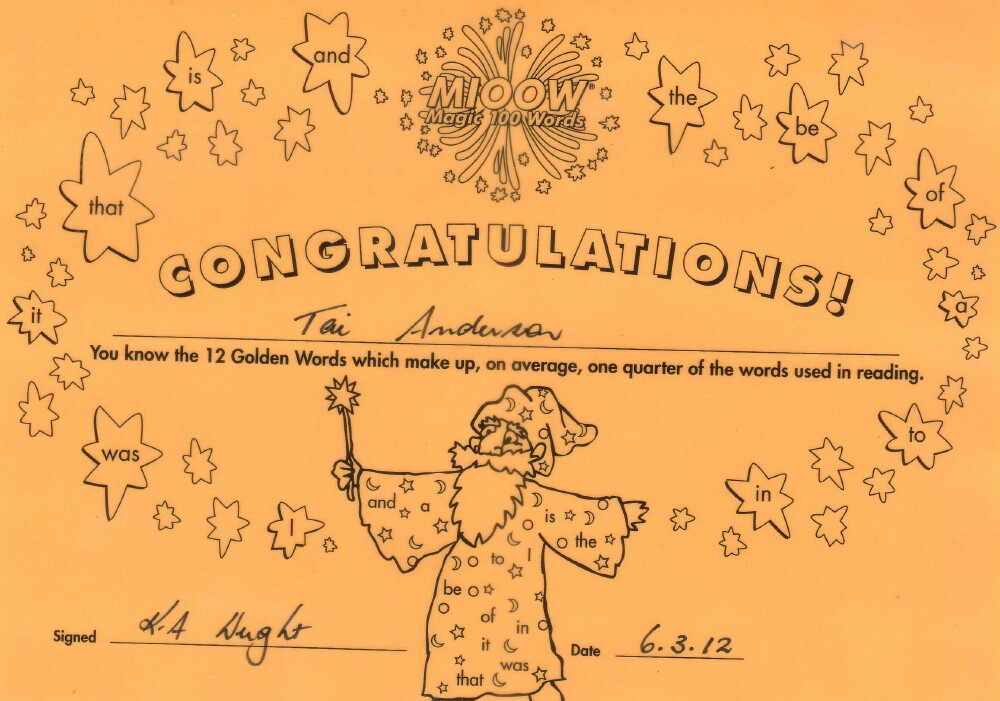 and
is
MIOOW®
the
Magic 100 Words
be
that
of
CONGRATULATIONS!
a
it
Tai Anderson
You know the 12 Golden Words which make up, on average, one quarter of the words used in reading.
to
was
in
I
and a
is
the
to I
be
of in
it
was
that
Signed K.A
Date 6.3.12